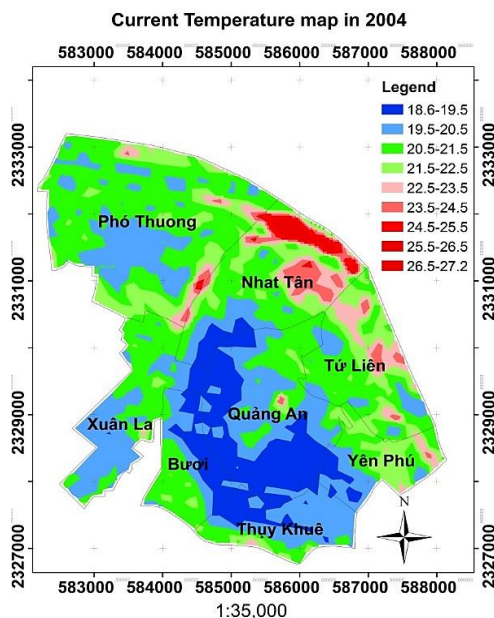 Current Temperature map in 2004
583000 584000 585000 586000 587000 588000
Legend
18.6-19.5
19.5-20.5
20.5-21.5
21.5-22.5
22.5-23.5
23.5-24.5
24.5-25.5
25.5-26.5
26.5-27.2
2333000 2333000
Phó Thuong
2331000 2331000
Nhat Tân
Tứ Liên
2329000 2329000
Quảng An
Xuân La
Yên Phú
Bươi
N
Thụy Khuê
2327000 2327000
583000 584000 585000 586000 587000 588000
1:35,000